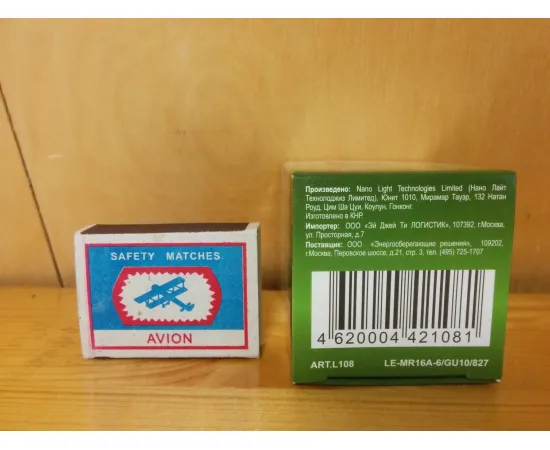 SAFETY MATCHES
AVION
Произведено: Nano Light Technologies Limited (Нано Лайт
Технолоджиз Лимитед), Юнит 1010, Мирамар Тауэр, 132 Натан
Роуд, Цим Ша Цуи, Коулун, Гонконг.
Изготовлено в КНР.
Импортер: ООО «Эй Джей Ти ЛОГИСТИК», 107392, г.Москва,
ул. Просторная, д.7
Поставщик: ООО «Энергосберегающие решения», 109202,
г.Москва, Перовское шоссе, д.21, стр. 3, тел. (495) 725-1707
4 620004 421081
ART.L108
LE-MR16A-6/GU10/827